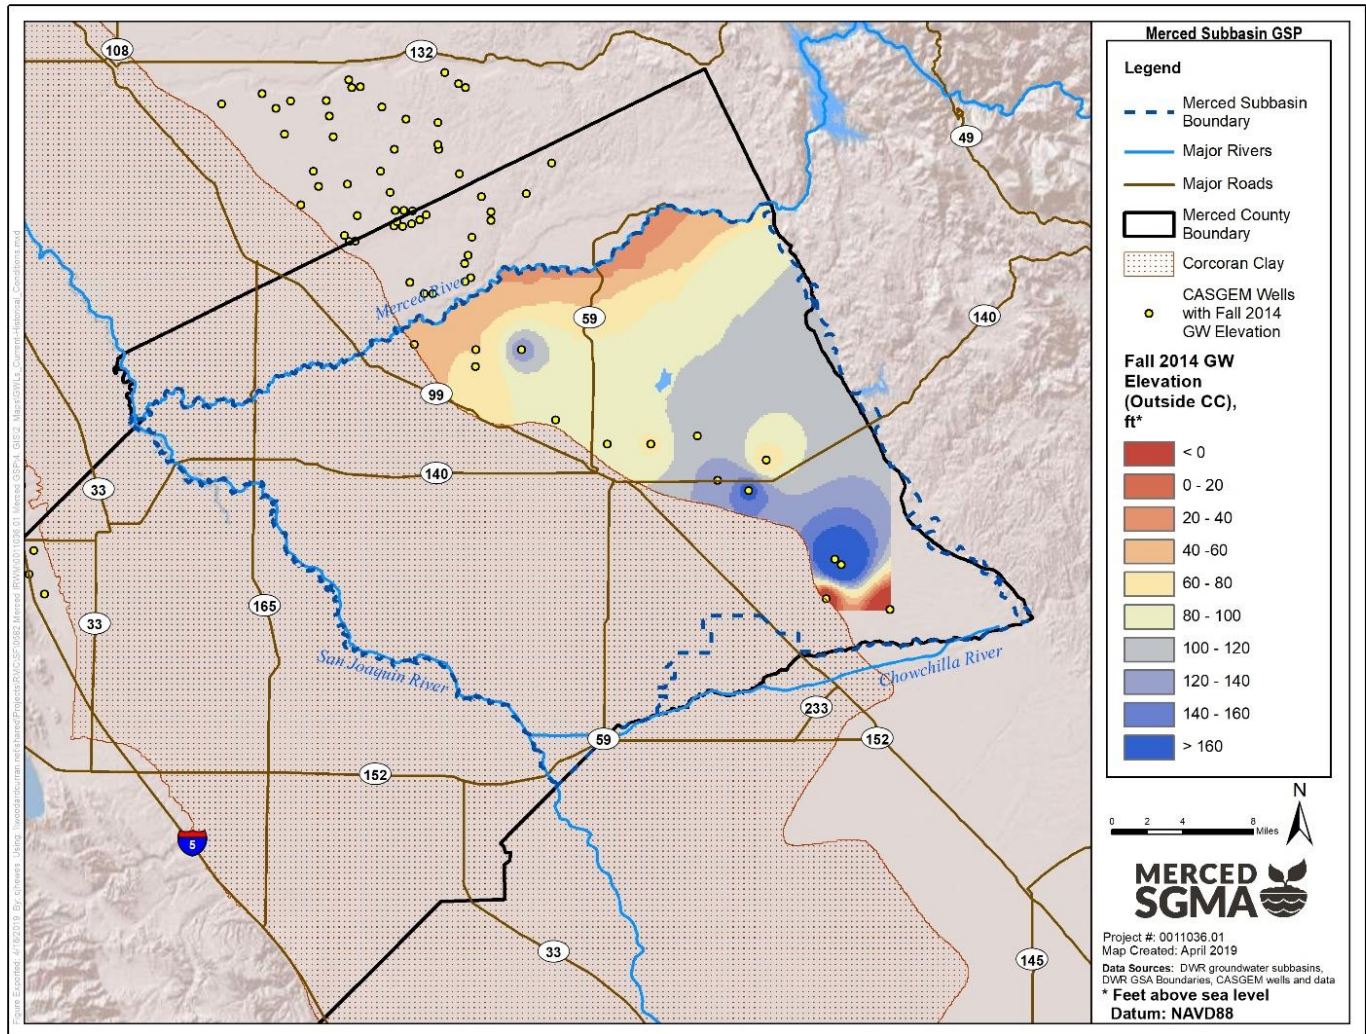 Merced Subbasin GSP
Legend
Merced Subbasin
Boundary
Major Rivers
Major Roads
Merced County
Boundary
Corcoran Clay
CASGEM Wells
with Fall 2014
GW Elevation
Fall 2014 GW
Elevation
(Outside CC),
ft*
< 0
0 - 20
20 - 40
40 -60
60 - 80
80 - 100
100 - 120
120 - 140
140 - 160
> 160
N
0 2 4 8 Miles
MERCED
SGMA
Project #: 0011036.01
Map Created: April 2019
Data Sources: DWR groundwater subbasins,
DWR GSA Boundaries, CASGEM wells and data
* Feet above sea level
Datum: NAVD88
108
132
49
Merced River
59
140
99
140
33
165
33
San Joaquin River
Chowchilla River
233
59
152
152
5
33
145